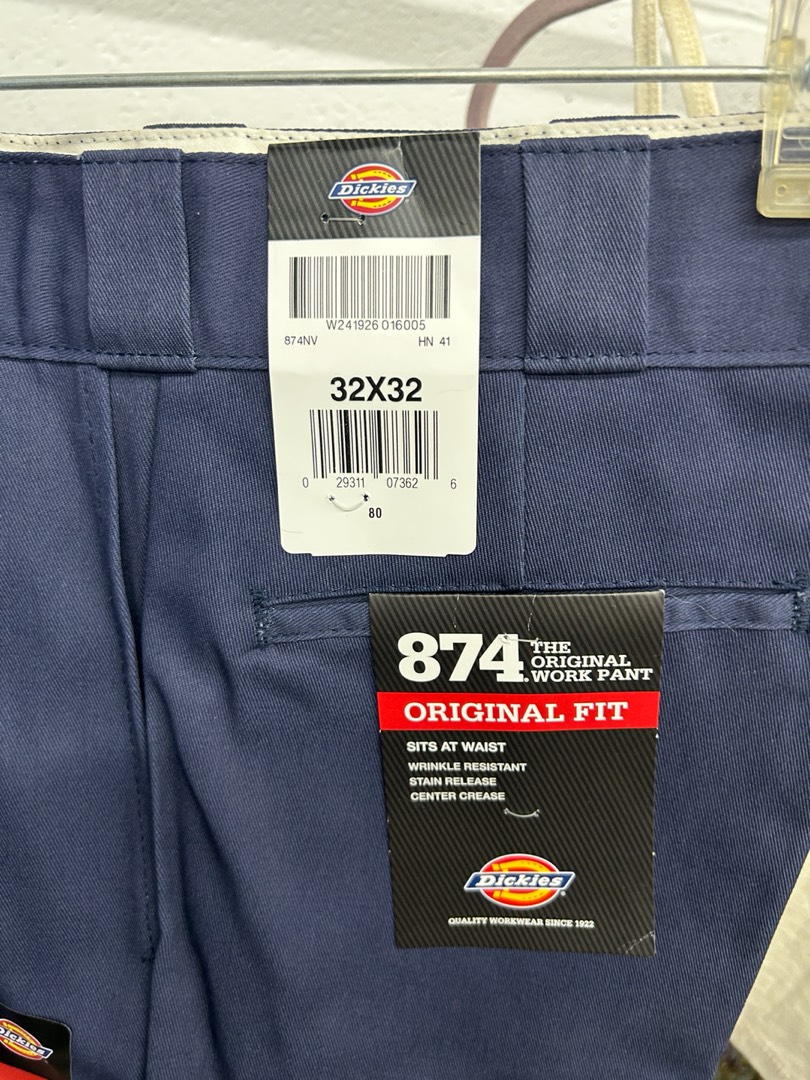 Dickies
W241926 016005
874NV HN 41
32X32
0 29311 07362 6
80
874 THE
ORIGINAL
WORK PANT
ORIGINAL FIT
SITS AT WAIST
WRINKLE RESISTANT
STAIN RELEASE
CENTER CREASE
Dickies
QUALITY WORKWEAR SINCE 1922
Dickies